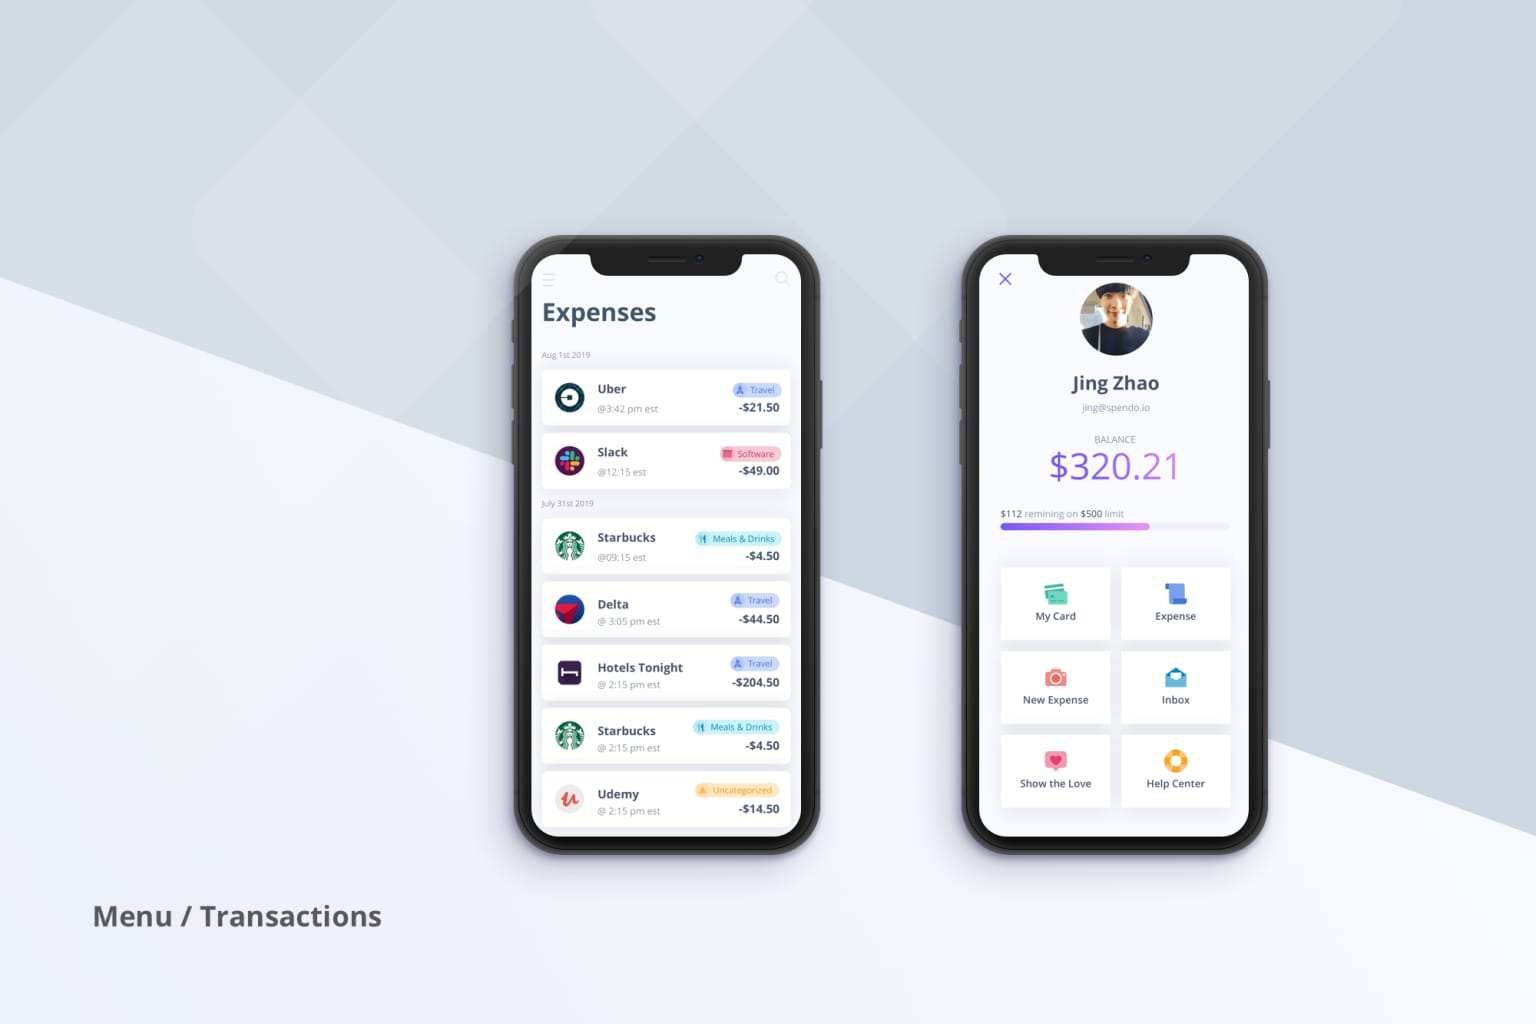 Expenses
Aug 1st 2019
Uber
Travel
@3:42 pm est
-$21.50
Slack
Software
@12:15 est
-$49.00
July 31st 2019
Starbucks
Meals & Drinks
@09:15 est
-$4.50
Delta
Travel
@ 3:05 pm est
-$44.50
Hotels Tonight
Travel
@ 2:15 pm est
-$204.50
Starbucks
Meals & Drinks
@ 2:15 pm est
-$4.50
Udemy
Uncategorized
@ 2:15 pm est
-$14.50
Jing Zhao
jing@spendo.io
BALANCE
$320.21
$112 remining on $500 limit
My Card
Expense
New Expense
Inbox
Show the Love
Help Center
Menu / Transactions